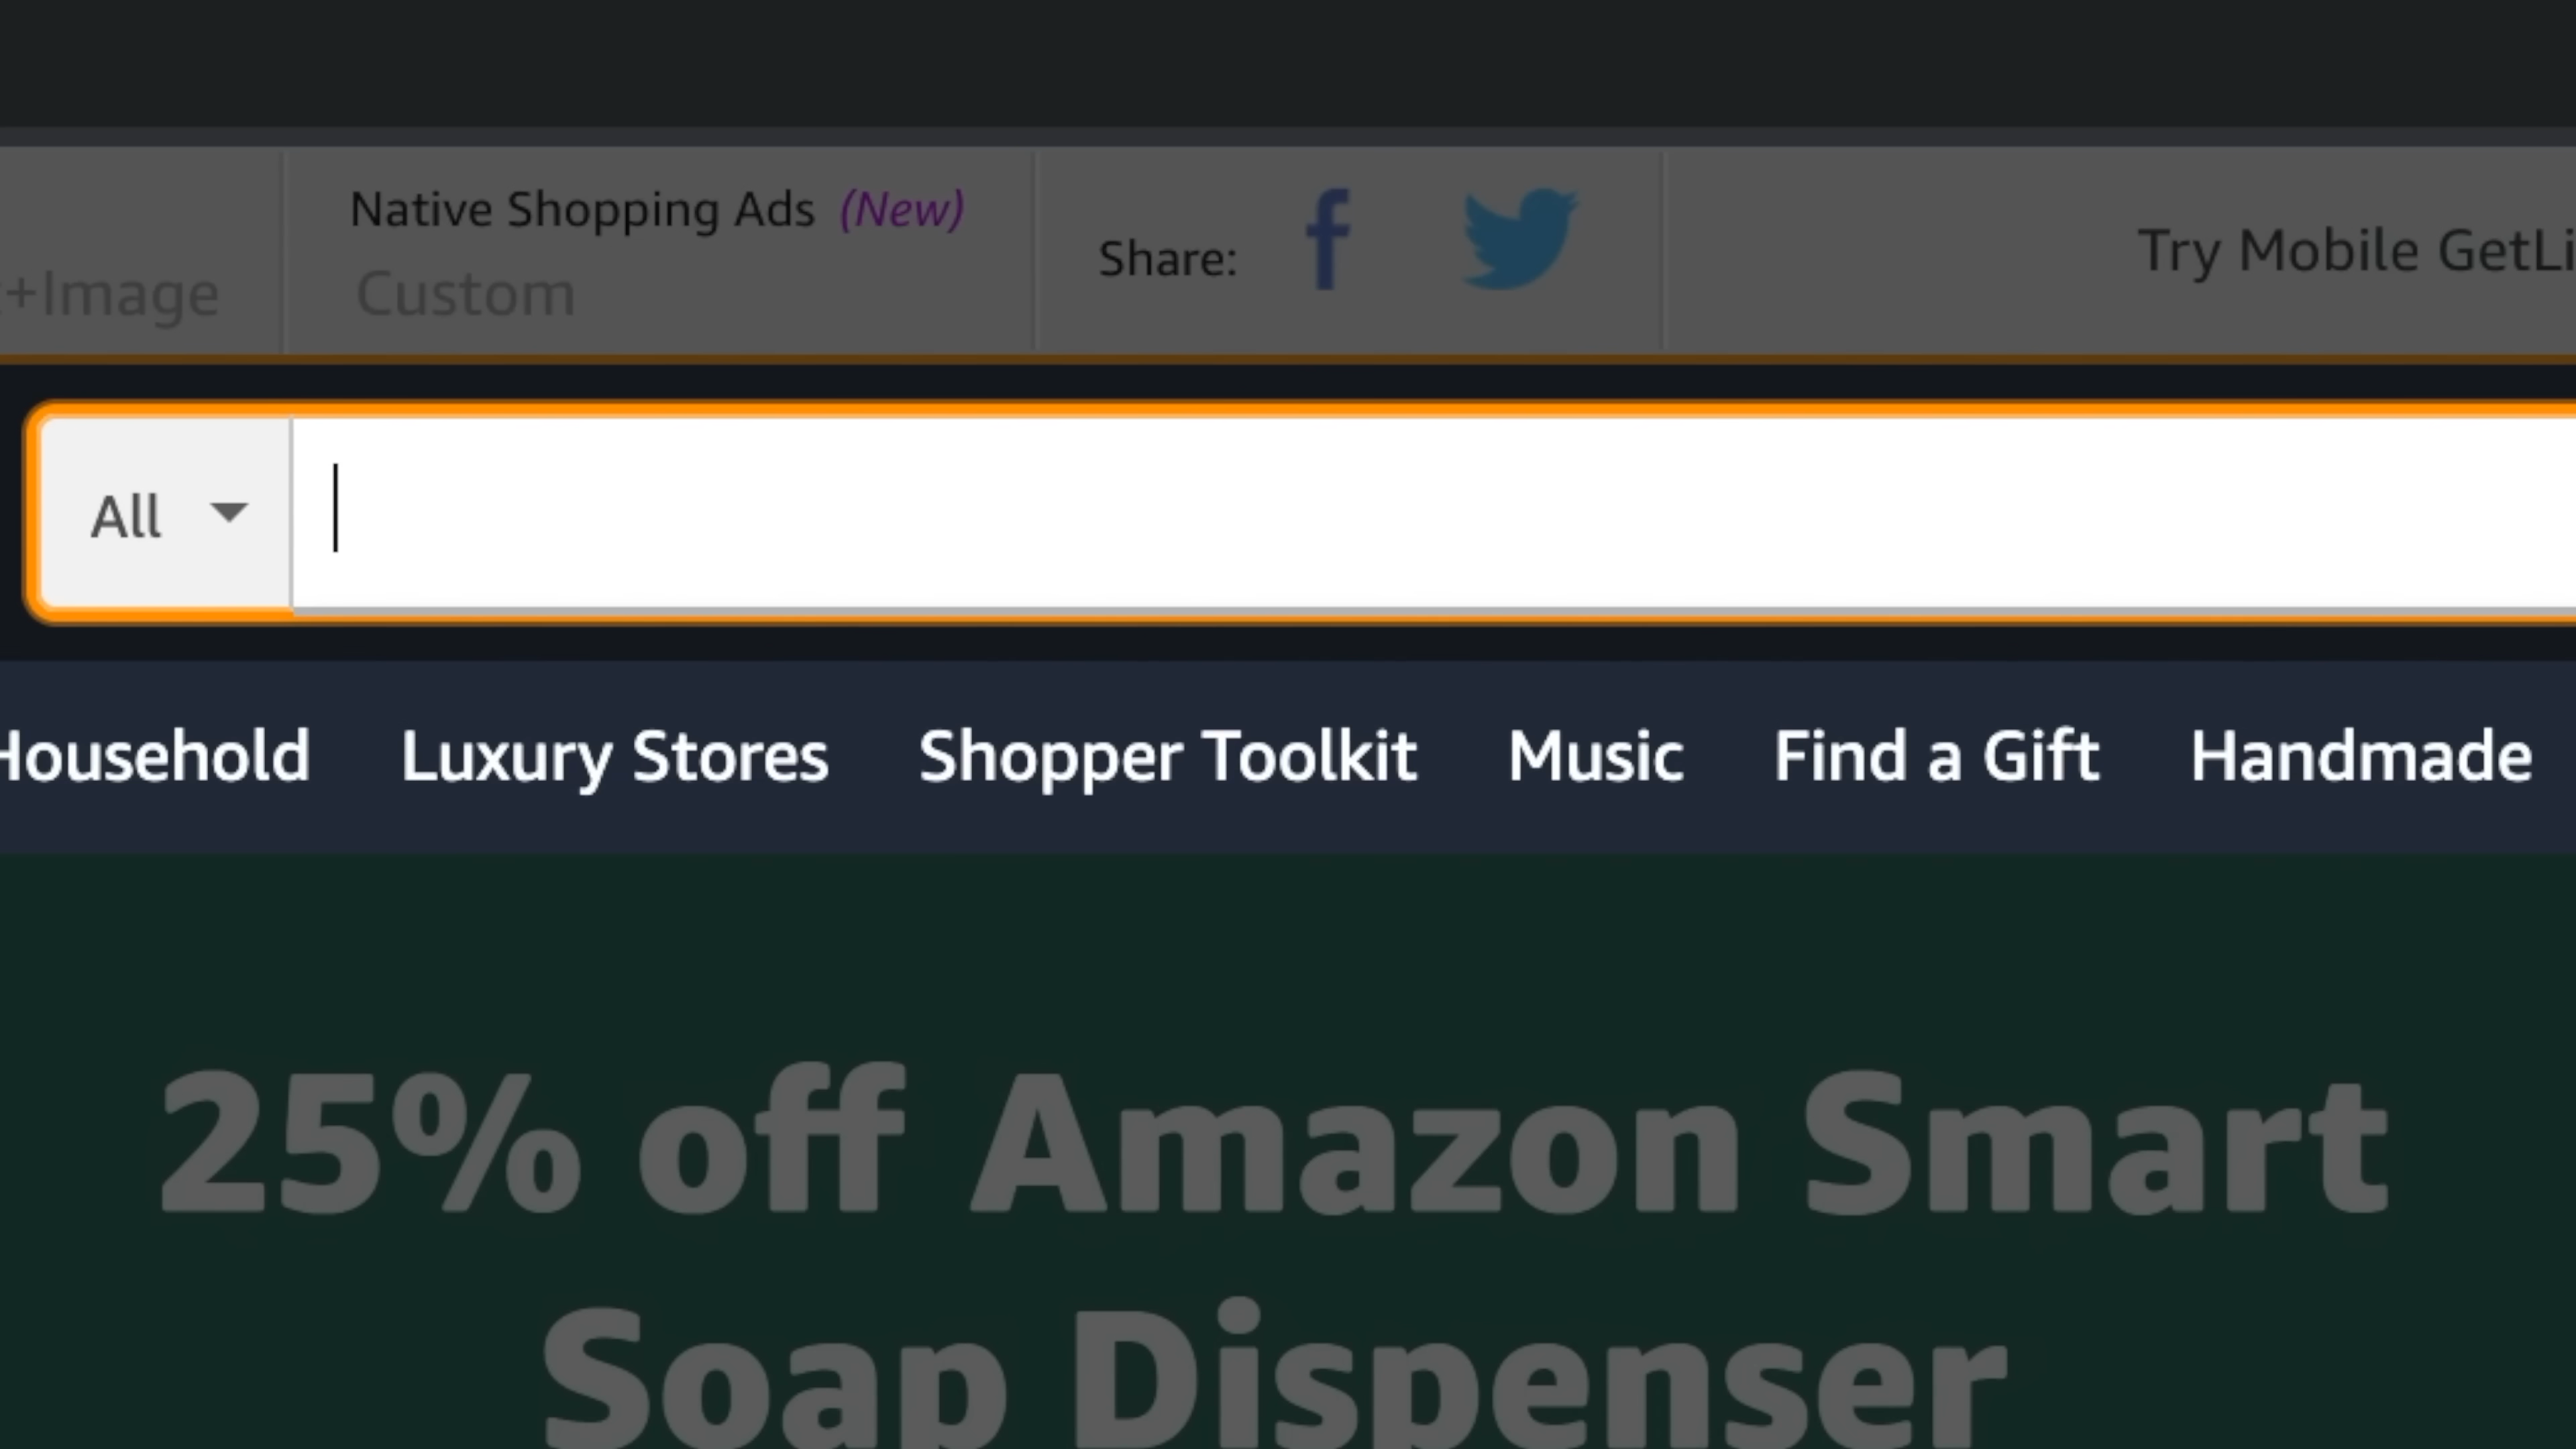 Native Shopping Ads (New)
+Image
Custom
Share:
Try Mobile GetLi
All
Household
Luxury Stores
Shopper Toolkit
Music
Find a Gift
Handmade
25% off Amazon Smart
Soap Dispenser